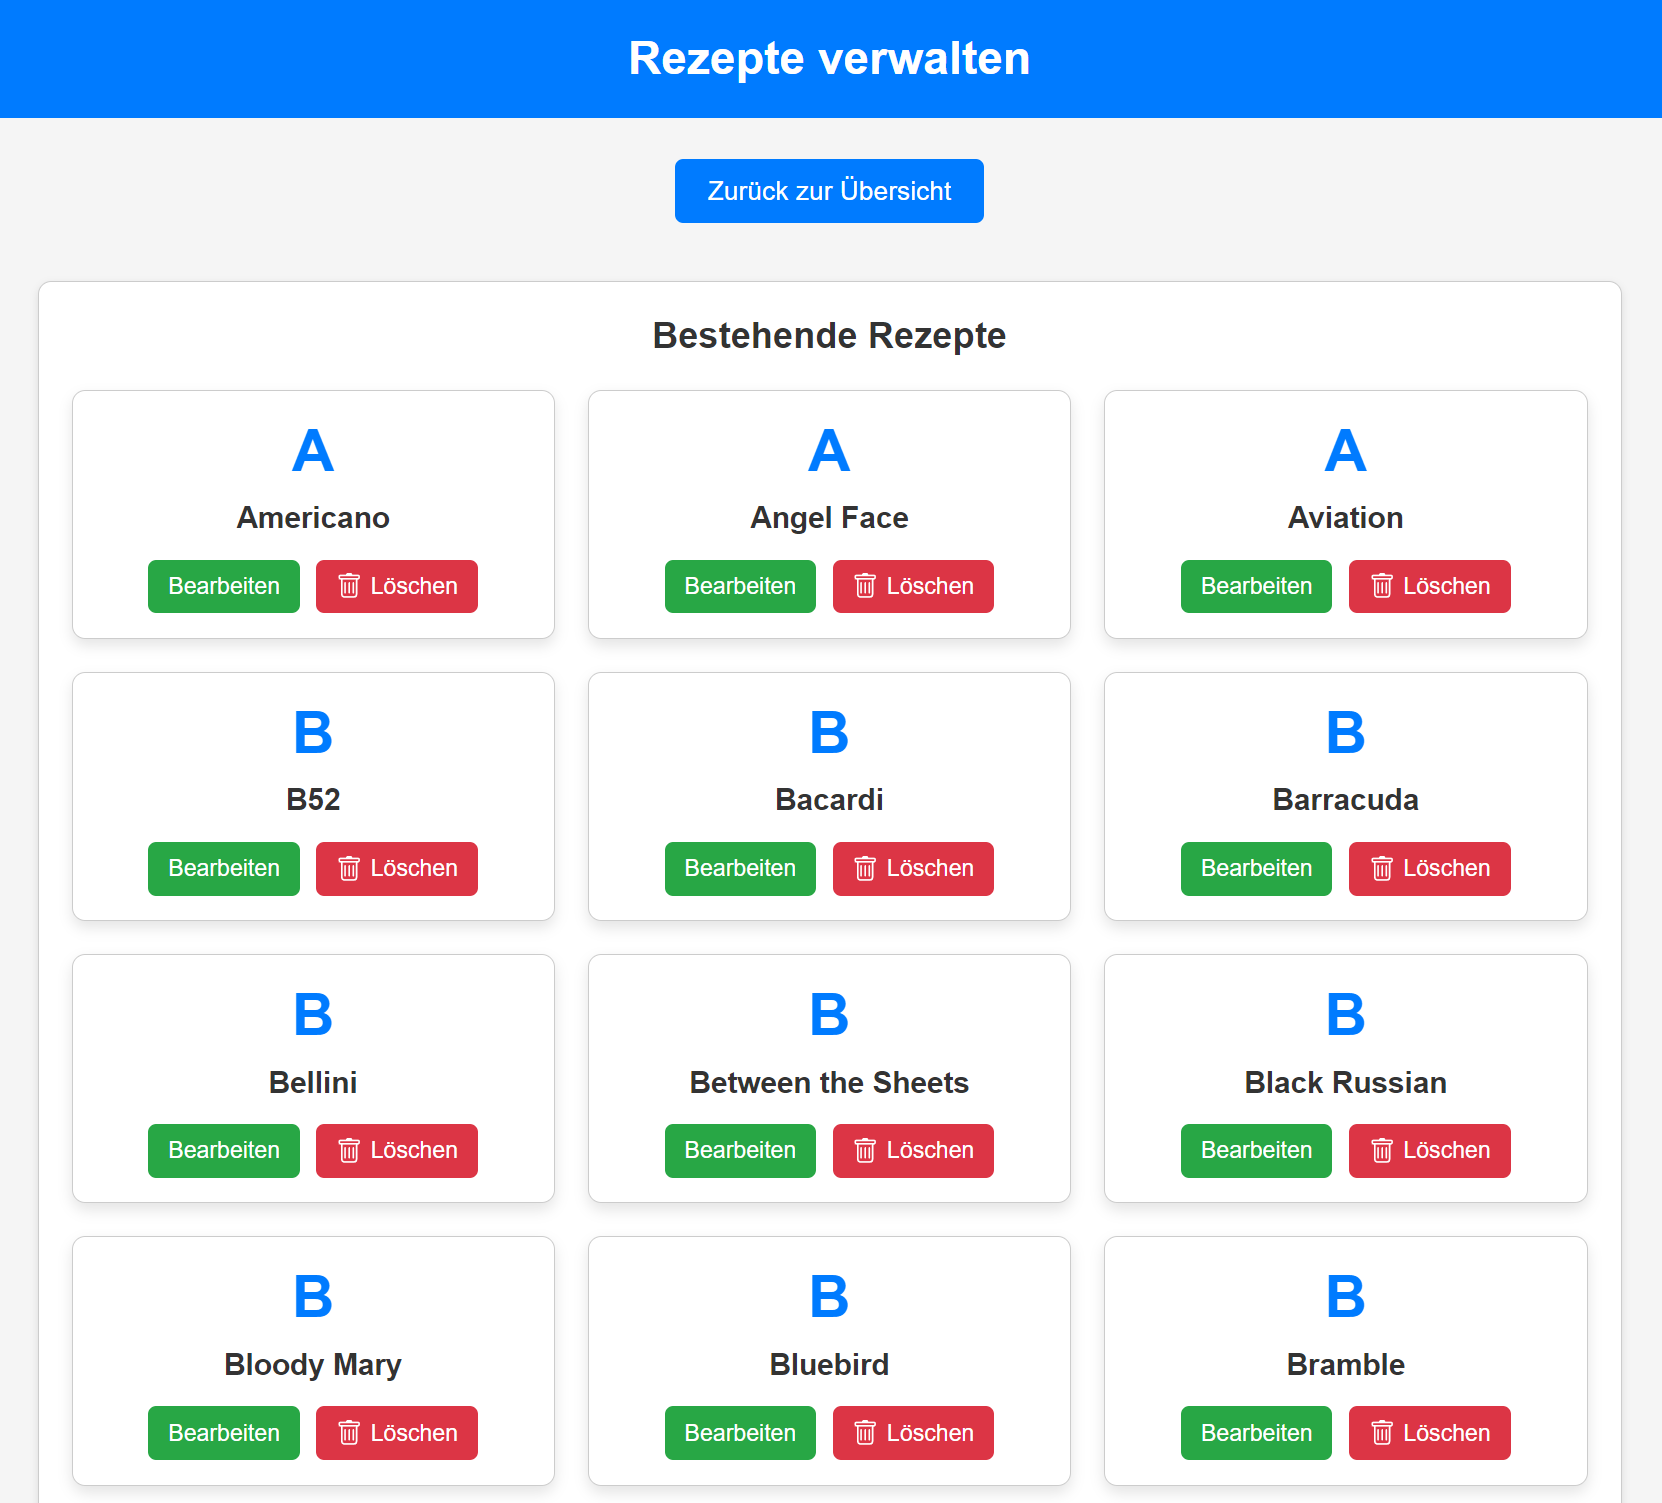 Rezepte verwalten
Zurück zur Übersicht
Bestehende Rezepte
A
Americano
Bearbeiten Löschen
A
Angel Face
Bearbeiten Löschen
A
Aviation
Bearbeiten Löschen
B
B52
Bearbeiten Löschen
B
Bacardi
Bearbeiten Löschen
B
Barracuda
Bearbeiten Löschen
B
Bellini
Bearbeiten Löschen
B
Between the Sheets
Bearbeiten Löschen
B
Black Russian
Bearbeiten Löschen
B
Bloody Mary
Bearbeiten Löschen
B
Bluebird
Bearbeiten Löschen
B
Bramble
Bearbeiten Löschen